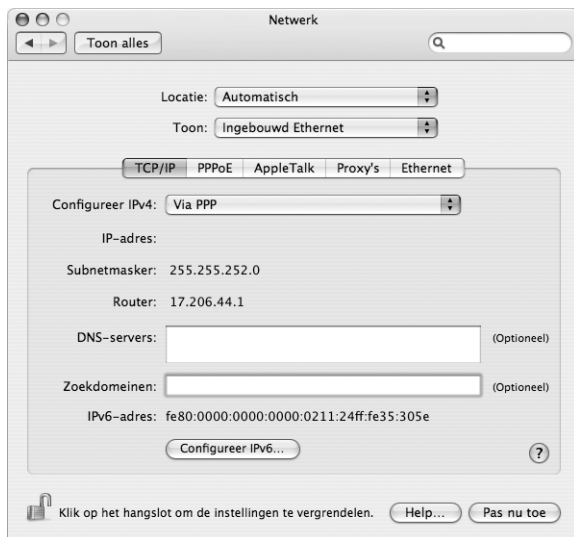 Netwerk
Toon alles
Locatie: Automatisch
Toon: Ingebouwd Ethernet
TCP/IP PPPoE AppleTalk Proxy's Ethernet
Configureer IPv4: Via PPP
IP-adres:
Subnetmasker: 255.255.252.0
Router: 17.206.44.1
DNS-servers: (Optioneel)
Zoekdomeinen: (Optioneel)
IPv6-adres: fe80:0000:0000:0000:0211:24ff:fe35:305e
Configureer IPv6... ?
Klik op het hangslot om de instellingen te vergrendelen. Help... Pas nu toe